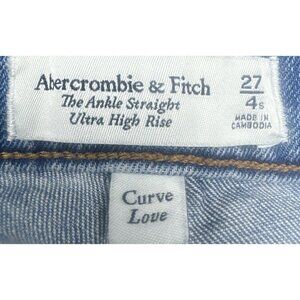 Abercrombie & Fitch
The Ankle Straight
Ultra High Rise
27
4S
MADE IN
CAMBODIA
Curve
Love